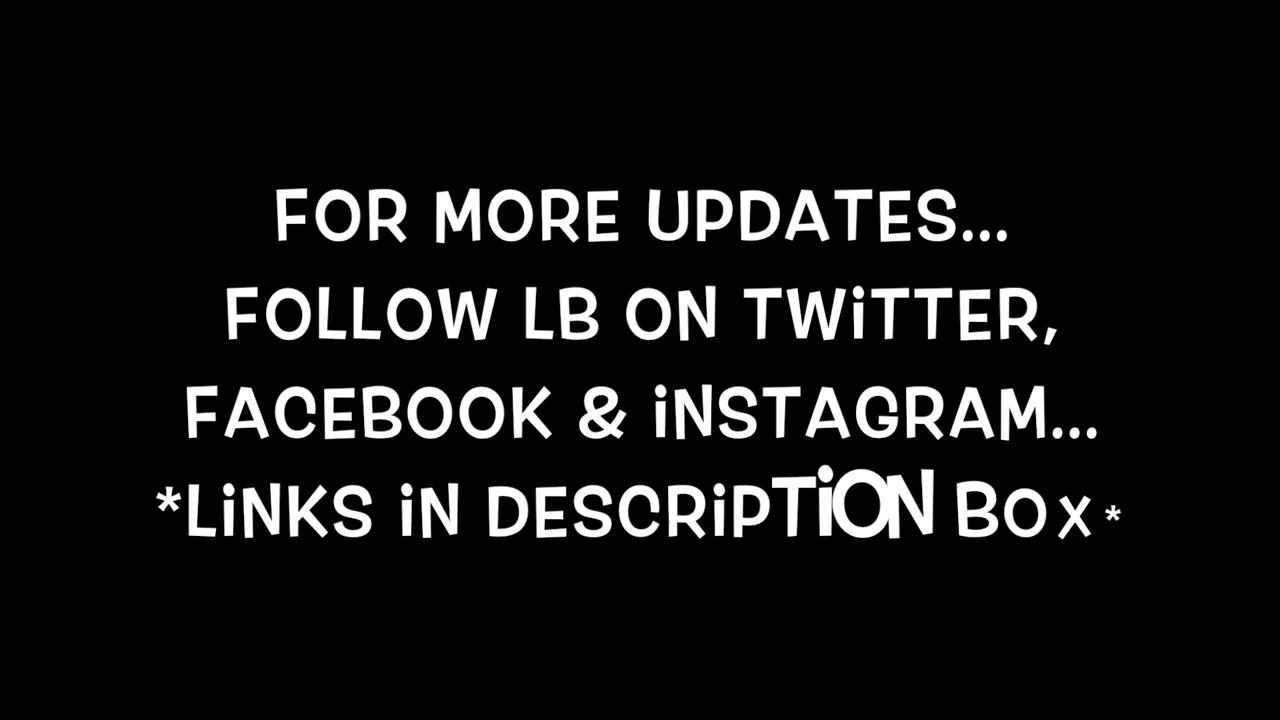 FOR MORE UPDATES...
FOLLOW LB ON TWiTTER,
FACEBOOK & iNSTAGRAM...
*LiNKS iN DESCRiPTiON BOX*